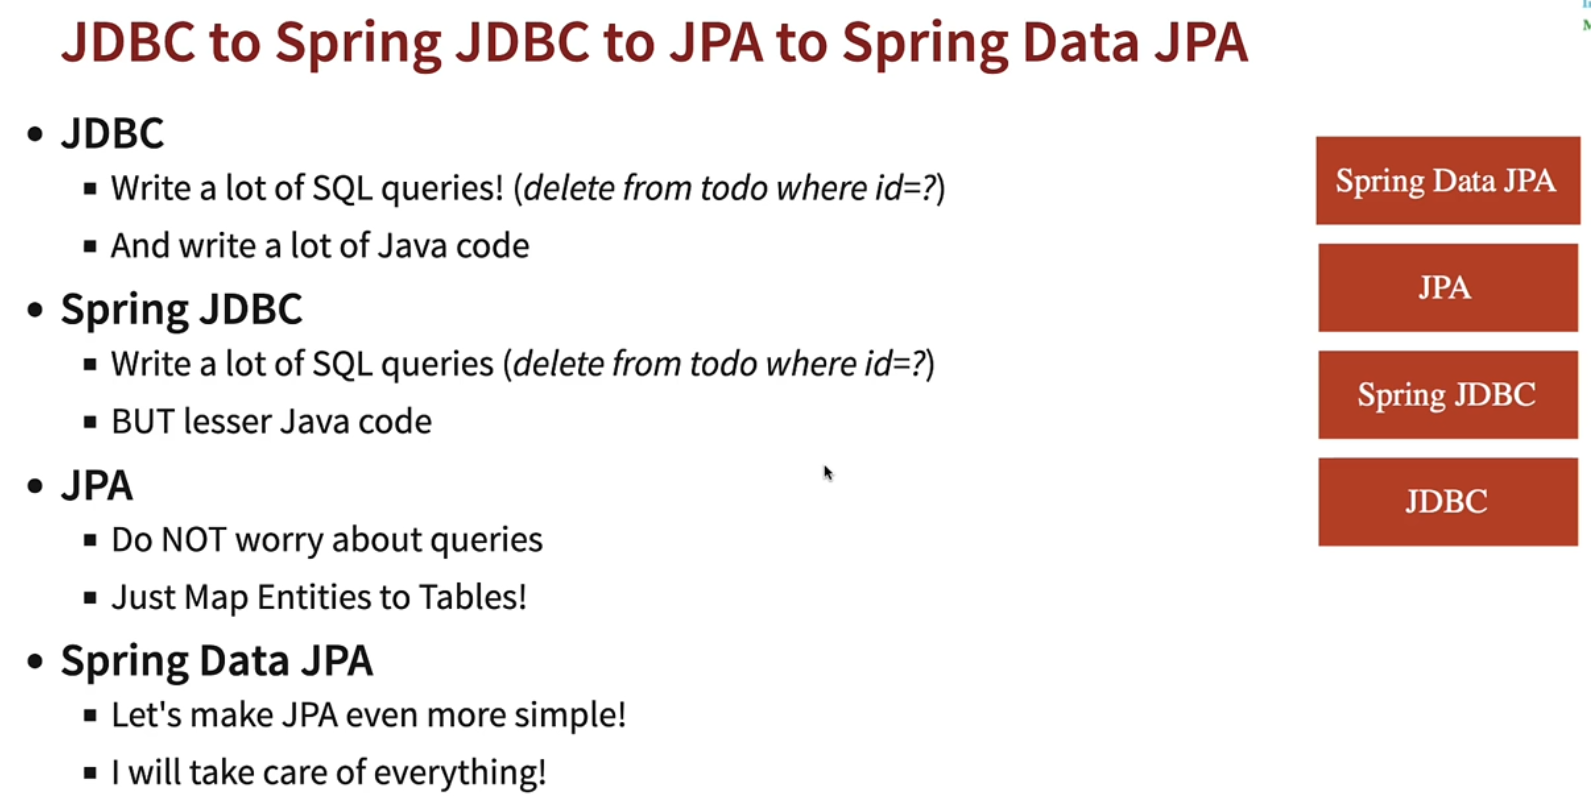 JDBC to Spring JDBC to JPA to Spring Data JPA
JDBC
Write a lot of SQL queries! (delete from todo where id=?)
And write a lot of Java code
Spring JDBC
Write a lot of SQL queries (delete from todo where id=?)
BUT lesser Java code
JPA
Do NOT worry about queries
Just Map Entities to Tables!
Spring Data JPA
Let's make JPA even more simple!
I will take care of everything!
Spring Data JPA
JPA
Spring JDBC
JDBC